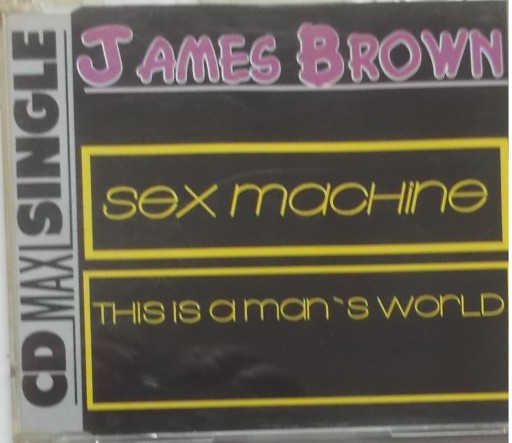 JAMES BROWN
sex machine
THIS IS a man`s world
CD MAXI SINGLE